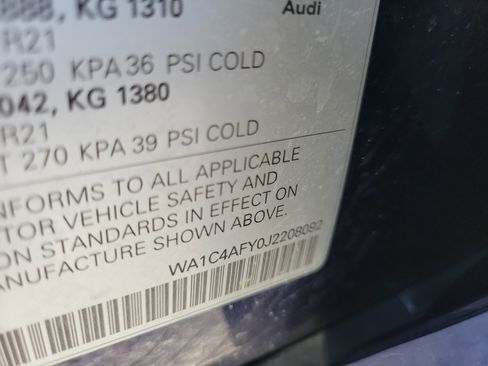 888, KG 1310
Audi
R21
250 KPA 36 PSI COLD
042, KG 1380
R21
T 270 KPA 39 PSI COLD
NFORMS TO ALL APPLICABLE
TOR VEHICLE SAFETY AND
ON STANDARDS IN EFFECT ON
ANUFACTURE SHOWN ABOVE.
WA1C4AFY0J2208092